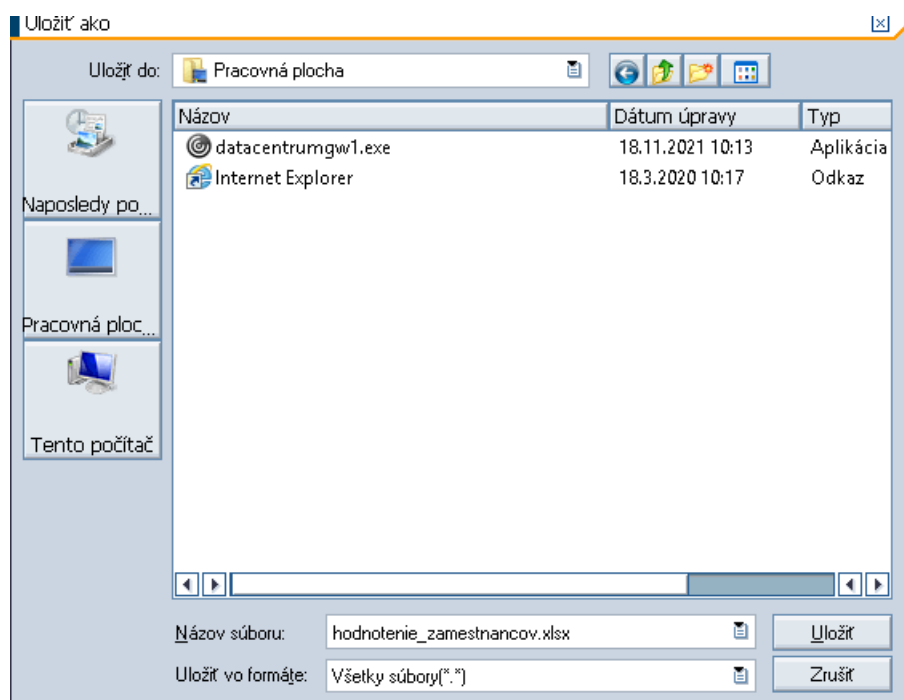 Uložiť ako
Uložiť do: Pracovná plocha
Názov Dátum úpravy Typ
datacentrumgw1.exe 18.11.2021 10:13 Aplikácia
Internet Explorer 18.3.2020 10:17 Odkaz
Naposledy po...
Pracovná ploc...
Tento počítač
Názov súboru: hodnotenie_zamestnancov.xlsx Uložiť
Uložiť vo formáte: Všetky súbory(*.*) Zrušiť